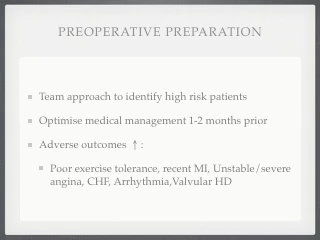 PREOPERATIVE PREPARATION
Team approach to identify high risk patients
Optimise medical management 1-2 months prior
Adverse outcomes ↑ :
Poor exercise tolerance, recent MI, Unstable/severe
angina, CHF, Arrhythmia,Valvular HD